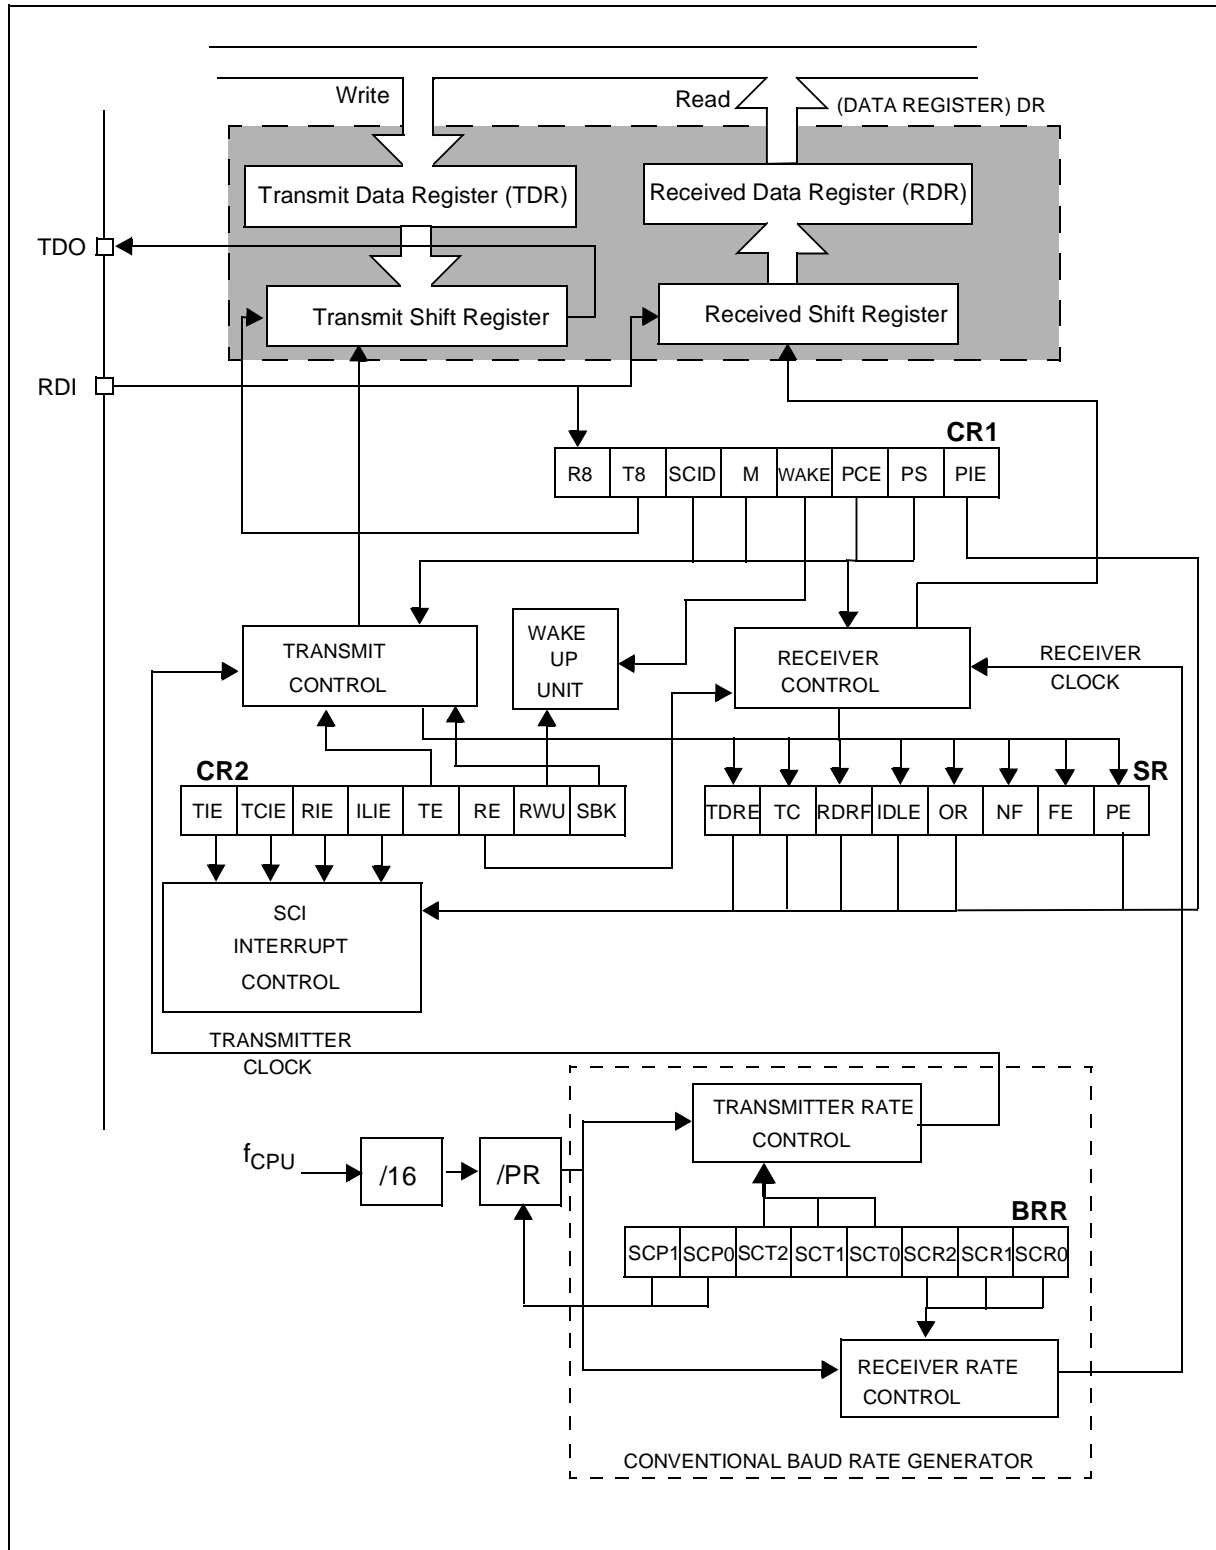 Write
Read
(DATA REGISTER) DR
Transmit Data Register (TDR)
Received Data Register (RDR)
TDO
Transmit Shift Register
Received Shift Register
RDI
CR1
R8 T8 SCID M WAKE PCE PS PIE
TRANSMIT
CONTROL
WAKE
UP
UNIT
RECEIVER
CONTROL
RECEIVER
CLOCK
CR2
TIE TCIE RIE ILIE TE RE RWU SBK
SR
TDRE TC RDRF IDLE OR NF FE PE
SCI
INTERRUPT
CONTROL
TRANSMITTER
CLOCK
TRANSMITTER RATE
CONTROL
fCPU
/16
/PR
BRR
SCP1 SCP0 SCT2 SCT1 SCT0 SCR2 SCR1 SCR0
RECEIVER RATE
CONTROL
CONVENTIONAL BAUD RATE GENERATOR